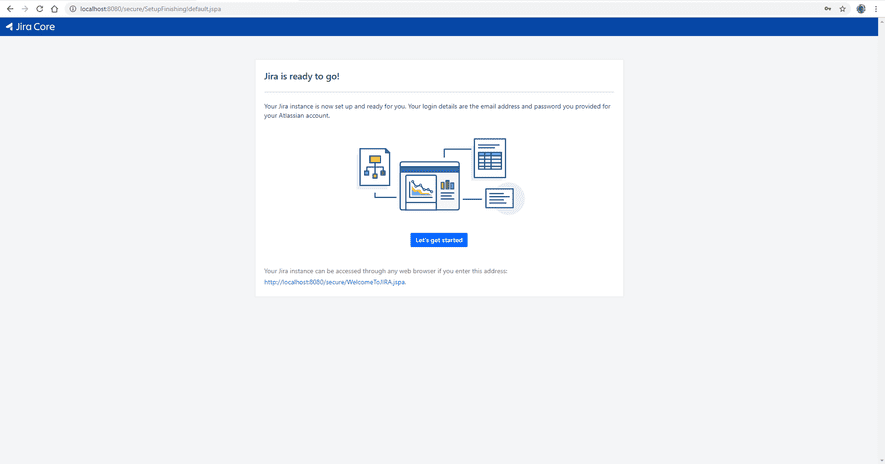 localhost:8080/secure/SetupFinishing!default.jspa
Jira Core
Jira is ready to go!
Your Jira instance is now set up and ready for you. Your login details are the email address and password you provided for
your Atlassian account.
Let's get started
Your Jira instance can be accessed through any web browser if you enter this address:
http://localhost:8080/secure/WelcomeToJIRA.jspa.